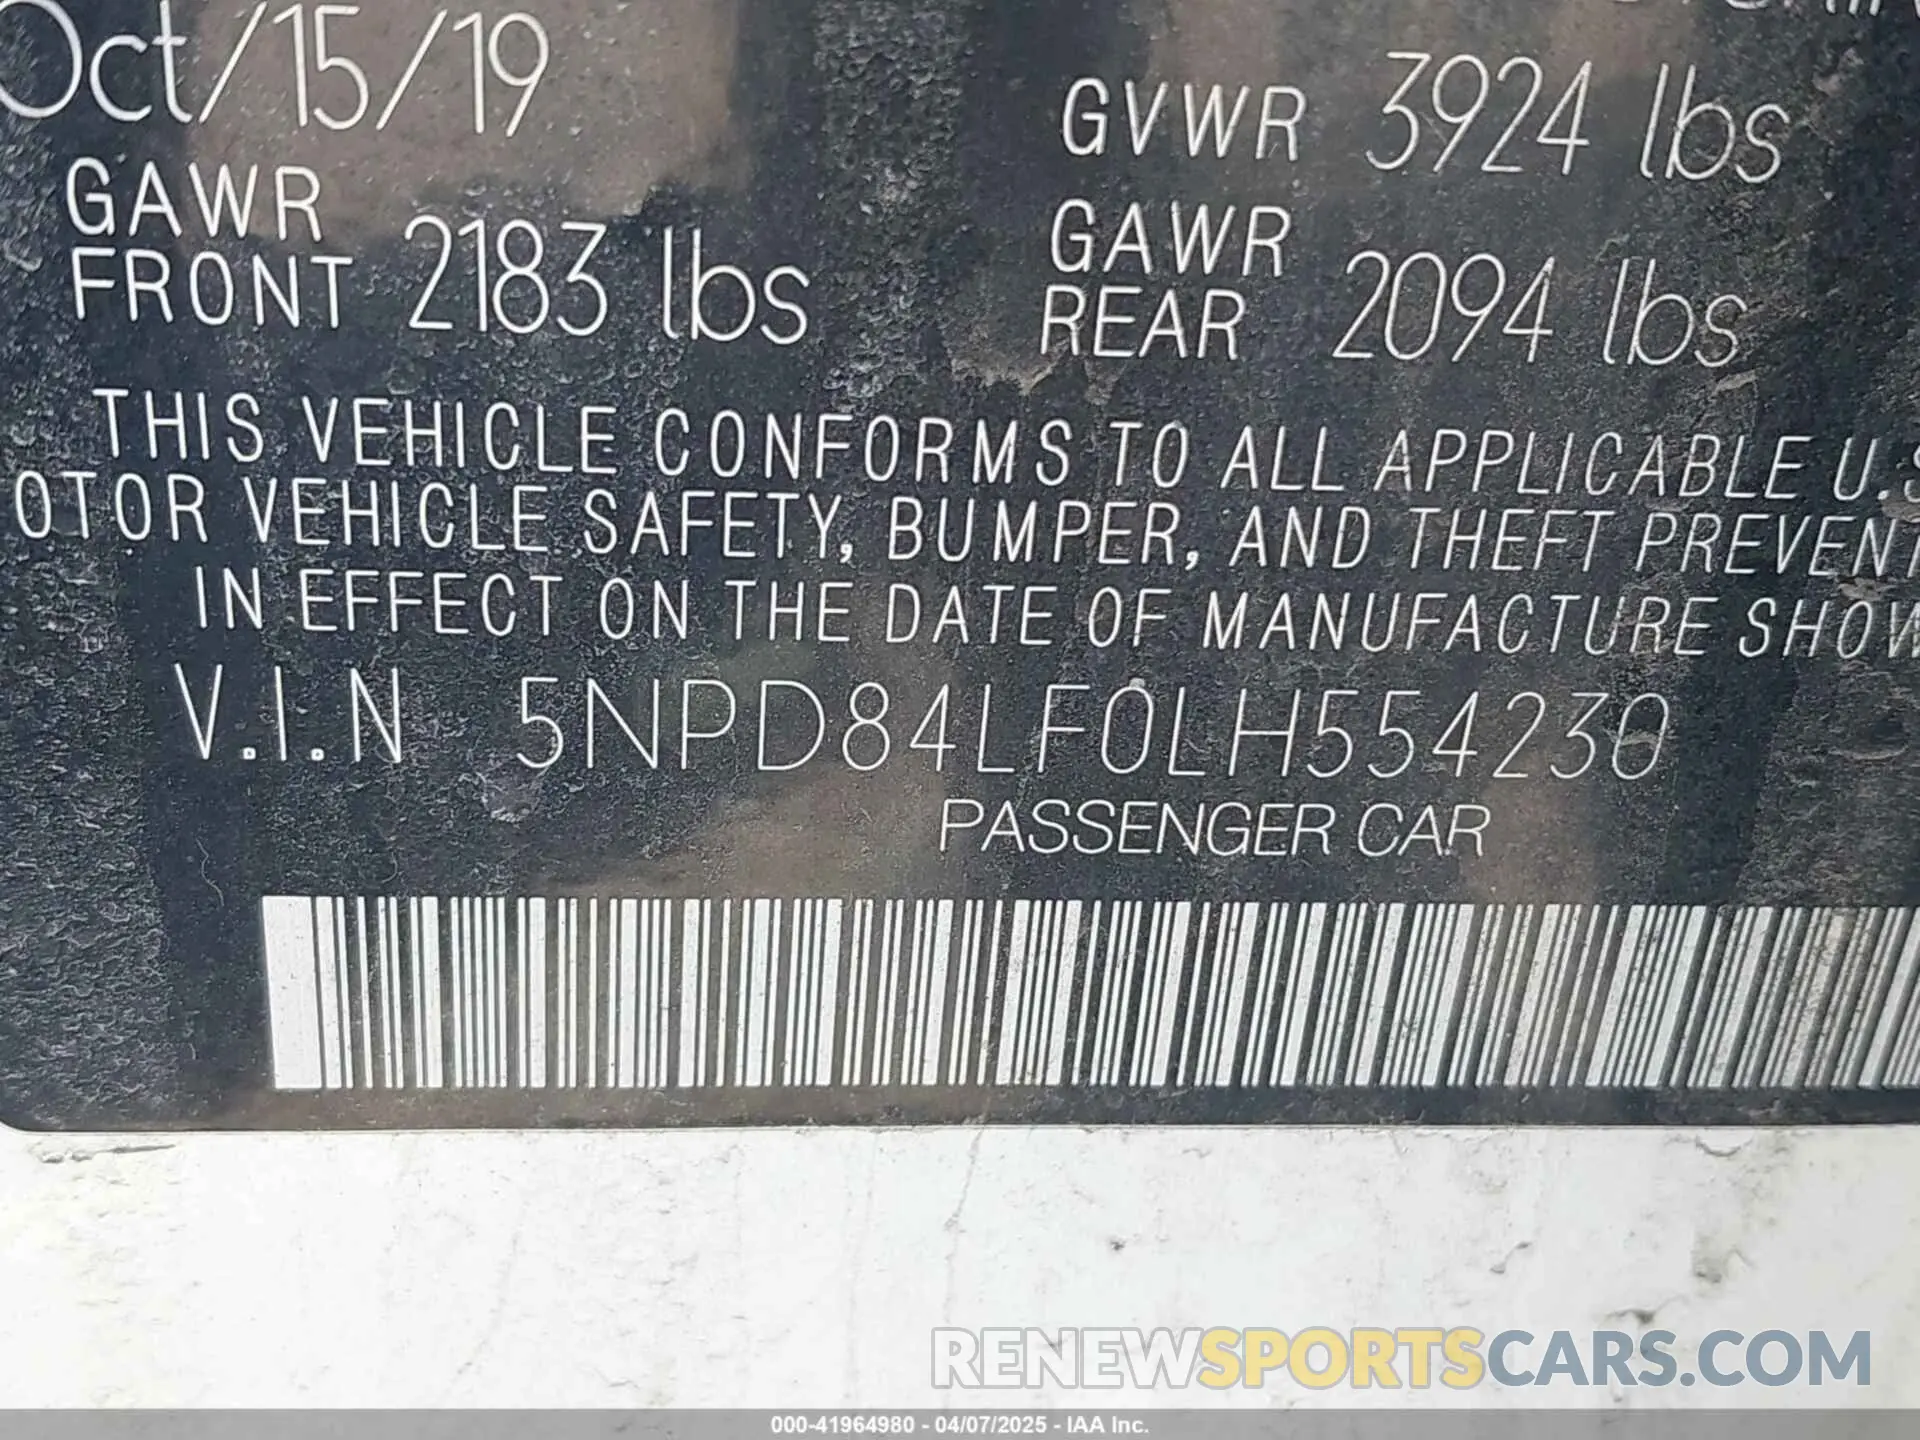 Oct/15/19
GVWR 3924 lbs
GAWR FRONT 2183 lbs
GAWR REAR 2094 lbs
THIS VEHICLE CONFORMS TO ALL APPLICABLE U.S
OTOR VEHICLE SAFETY, BUMPER, AND THEFT PREVENT
IN EFFECT ON THE DATE OF MANUFACTURE SHOW
V.I.N 5NPD84LF0LH554230
PASSENGER CAR
RENEWSPORTSCARS.COM
000-41964980 - 04/07/2025 - IAA Inc.